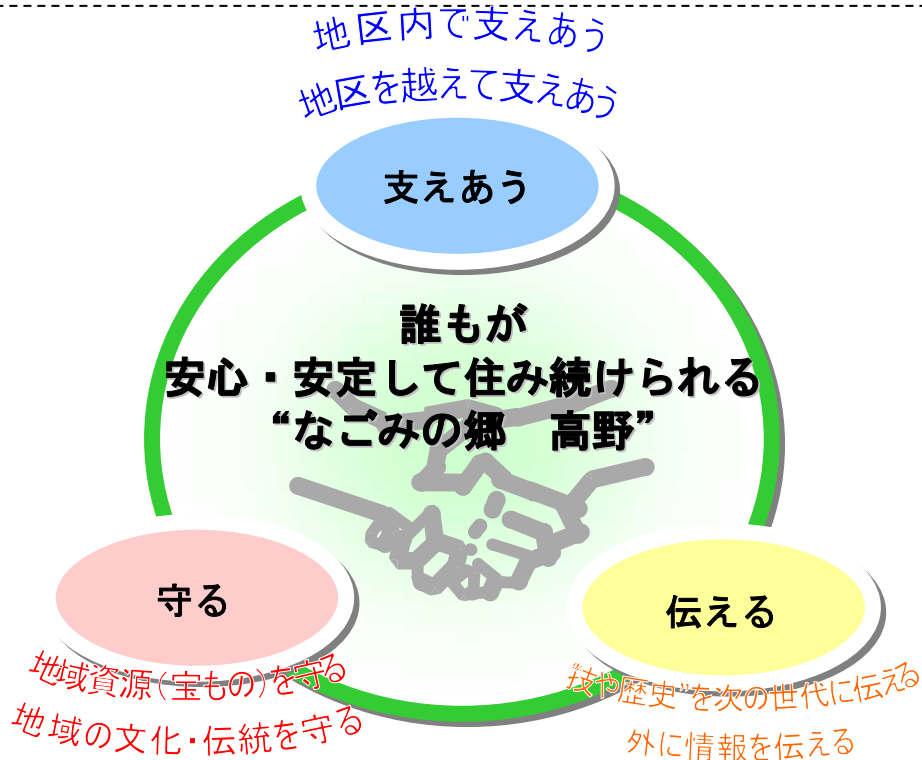 地区内で支えあう
地区を越えて支えあう
支えあう
誰もが
安心・安定して住み続けられる
“なごみの郷　高野”
守る
伝える
地域資源(宝もの)を守る
地域の文化・伝統を守る
“技や歴史”を次の世代に伝える
外に情報を伝える